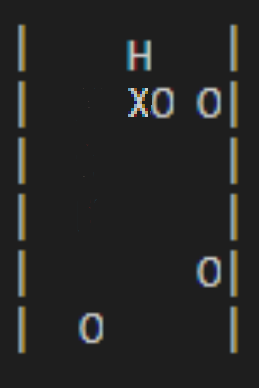 |    H   |
|    XO O|
|        |
|        |
|       O|
|  O     |